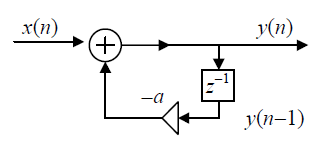 x(n)
y(n)
+
z⁻¹
–a
y(n–1)